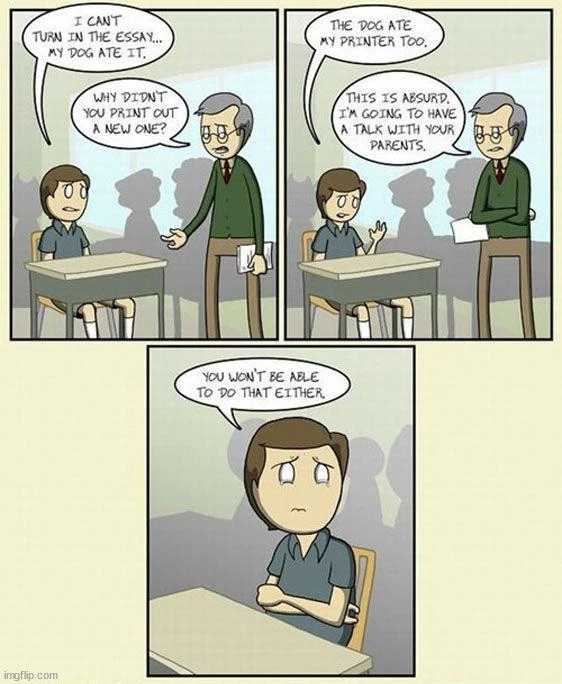 I CAN'T
TURN IN THE ESSAY...
MY DOG ATE IT.
WHY DIDN'T
YOU PRINT OUT
A NEW ONE?
THE DOG ATE
MY PRINTER TOO.
THIS IS ABSURD.
I'M GOING TO HAVE
A TALK WITH YOUR
PARENTS.
YOU WON'T BE ABLE
TO DO THAT EITHER.
imgflip.com